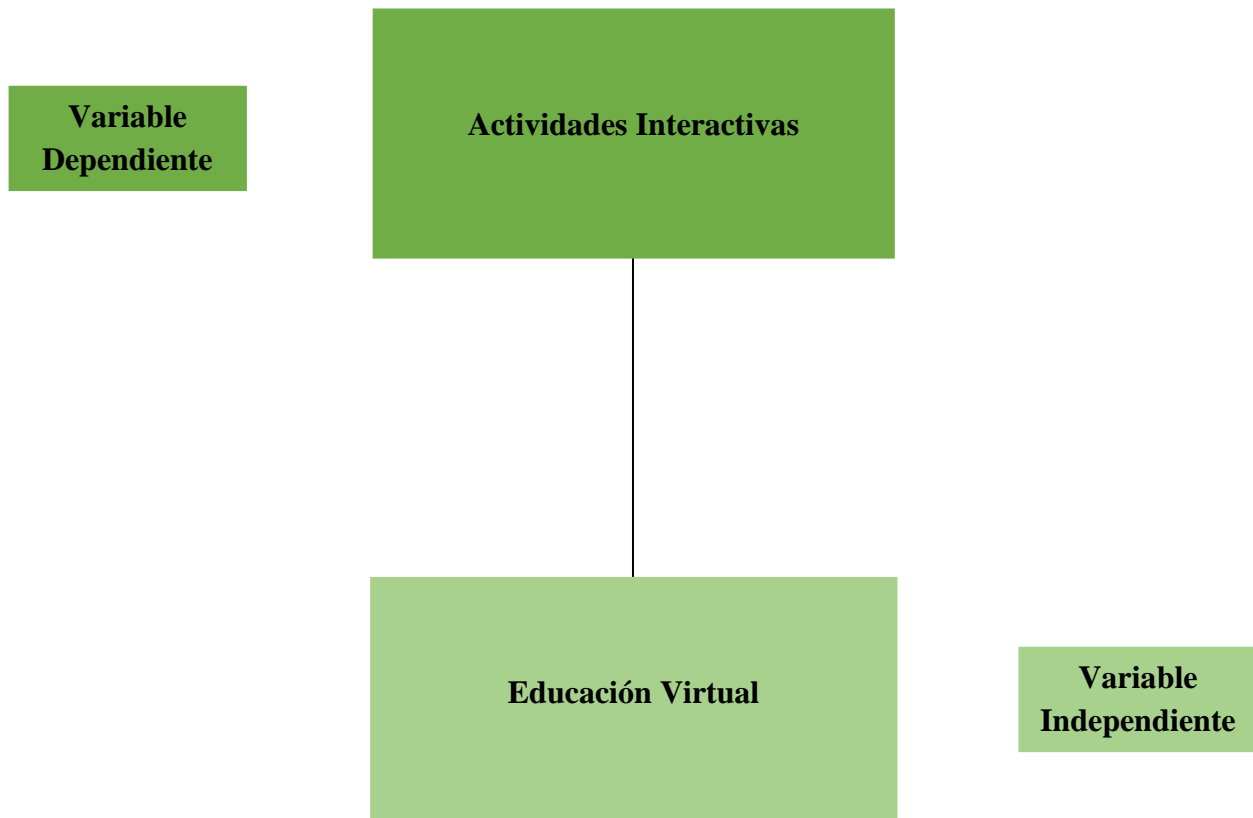 Variable
Dependiente
Actividades Interactivas
Educación Virtual
Variable
Independiente